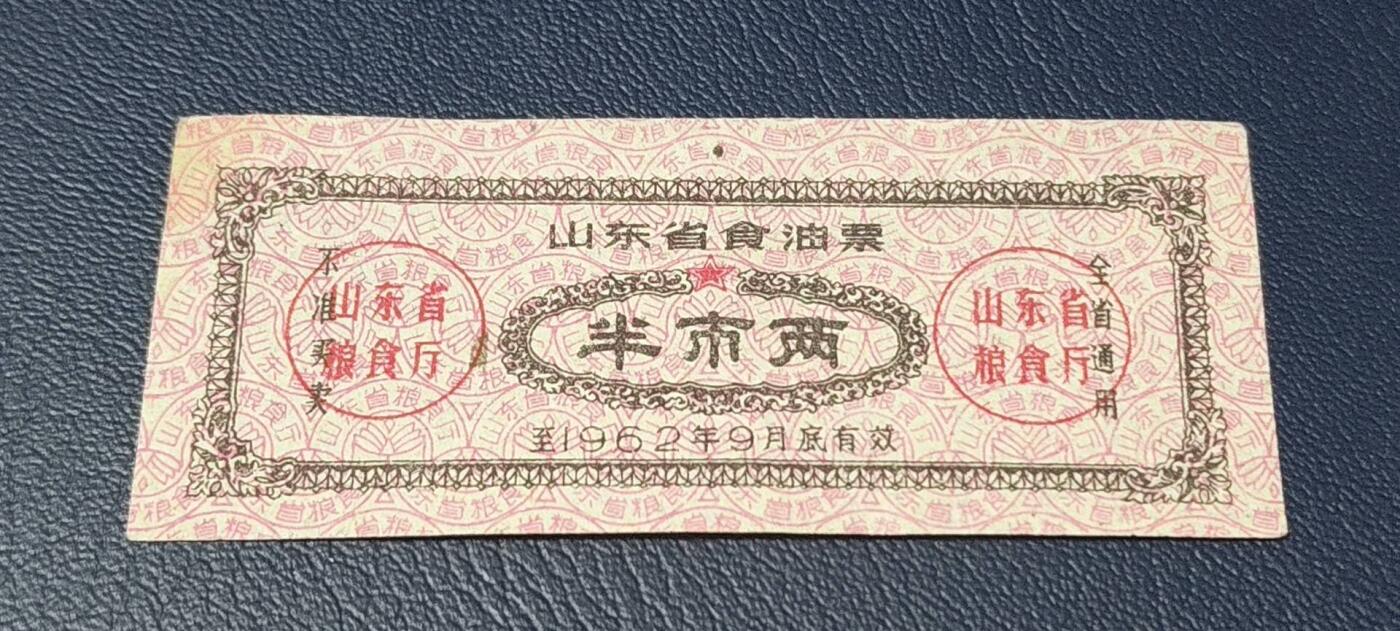 山东省食油票
半市两
至1962年9月底有效
不准买卖
全省通用
山东省
粮食厅
山东省
粮食厅